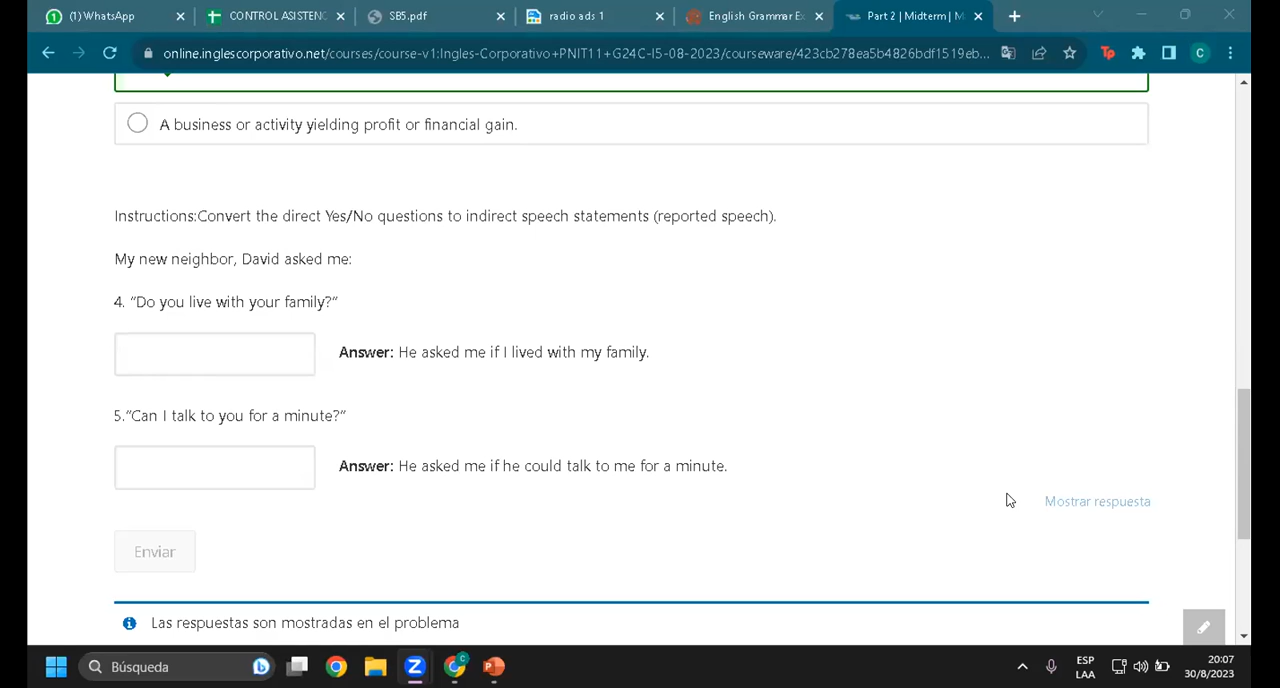 (1) WhatsApp
CONTROL ASISTENC
SB5.pdf
radio ads 1
English Grammar Ex
Part 2 | Midterm | M
online.inglescorporativo.net/courses/course-v1:Ingles-Corporativo+PNIT11+G24C-I5-08-2023/courseware/423cb278ea5b4826bdf1519eb...
A business or activity yielding profit or financial gain.
Instructions:Convert the direct Yes/No questions to indirect speech statements (reported speech).
My new neighbor, David asked me:
4. “Do you live with your family?”
Answer: He asked me if I lived with my family.
5.”Can I talk to you for a minute?”
Answer: He asked me if he could talk to me for a minute.
Mostrar respuesta
Enviar
Las respuestas son mostradas en el problema
Búsqueda
ESP
LAA
20:07
30/8/2023